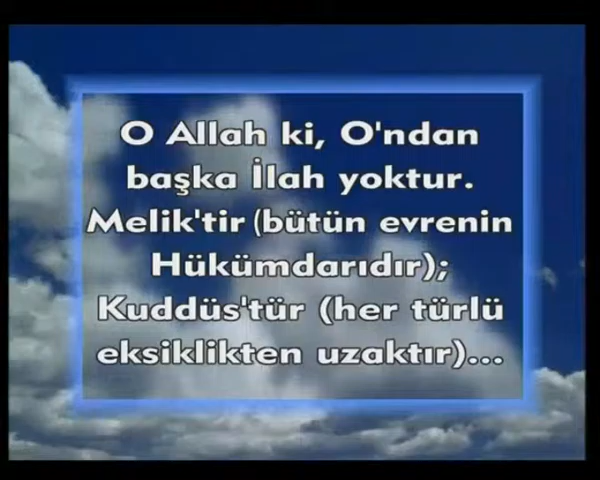 O Allah ki, O'ndan
başka İlah yoktur.
Melik'tir (bütün evrenin
Hükümdarıdır);
Kuddüs'tür (her türlü
eksiklikten uzaktır)...